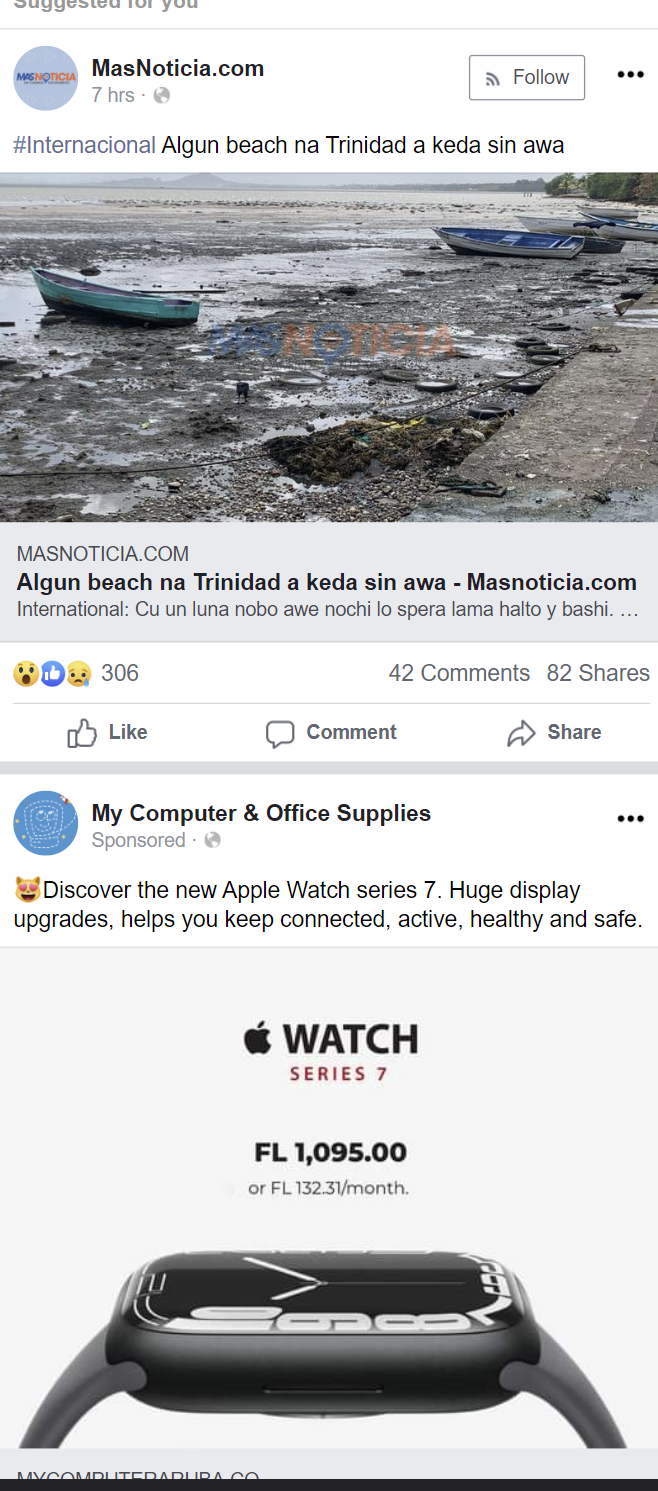 Suggested for you
MASNOTICIA
MasNoticia.com
7 hrs ·
Follow
#Internacional Algun beach na Trinidad a keda sin awa
MASNOTICIA
MASNOTICIA.COM
Algun beach na Trinidad a keda sin awa - Masnoticia.com
International: Cu un luna nobo awe nochi lo spera lama halto y bashi. …
306
42 Comments 82 Shares
Like
Comment
Share
My Computer & Office Supplies
Sponsored ·
😻Discover the new Apple Watch series 7. Huge display
upgrades, helps you keep connected, active, healthy and safe.
WATCH
SERIES 7
FL 1,095.00
or FL 132.31/month.
MYCOMPUTERARUBA.CO